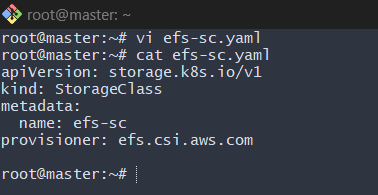 root@master: ~
root@master:~# vi efs-sc.yaml
root@master:~# cat efs-sc.yaml
apiVersion: storage.k8s.io/v1
kind: StorageClass
metadata:
  name: efs-sc
provisioner: efs.csi.aws.com
root@master:~#